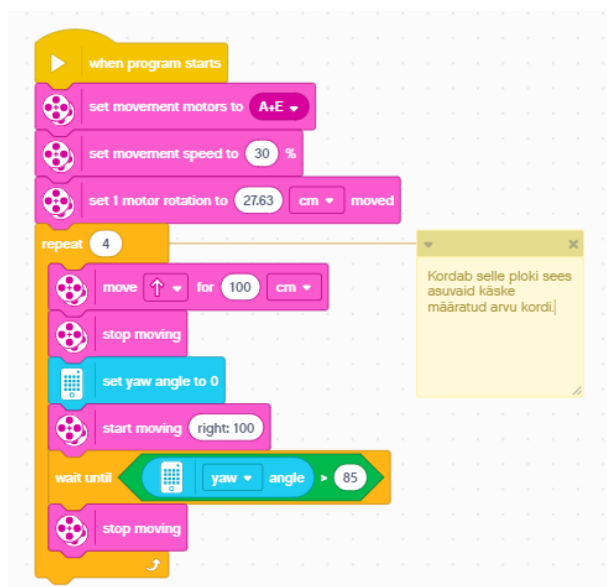 when program starts
set movement motors to A+E
set movement speed to 30 %
set 1 motor rotation to 27.63 cm moved
repeat 4
move for 100 cm
stop moving
set yaw angle to 0
start moving right: 100
wait until yaw angle > 85
stop moving
Kordab selle ploki sees
asuvaid käske
määratud arvu kordi.